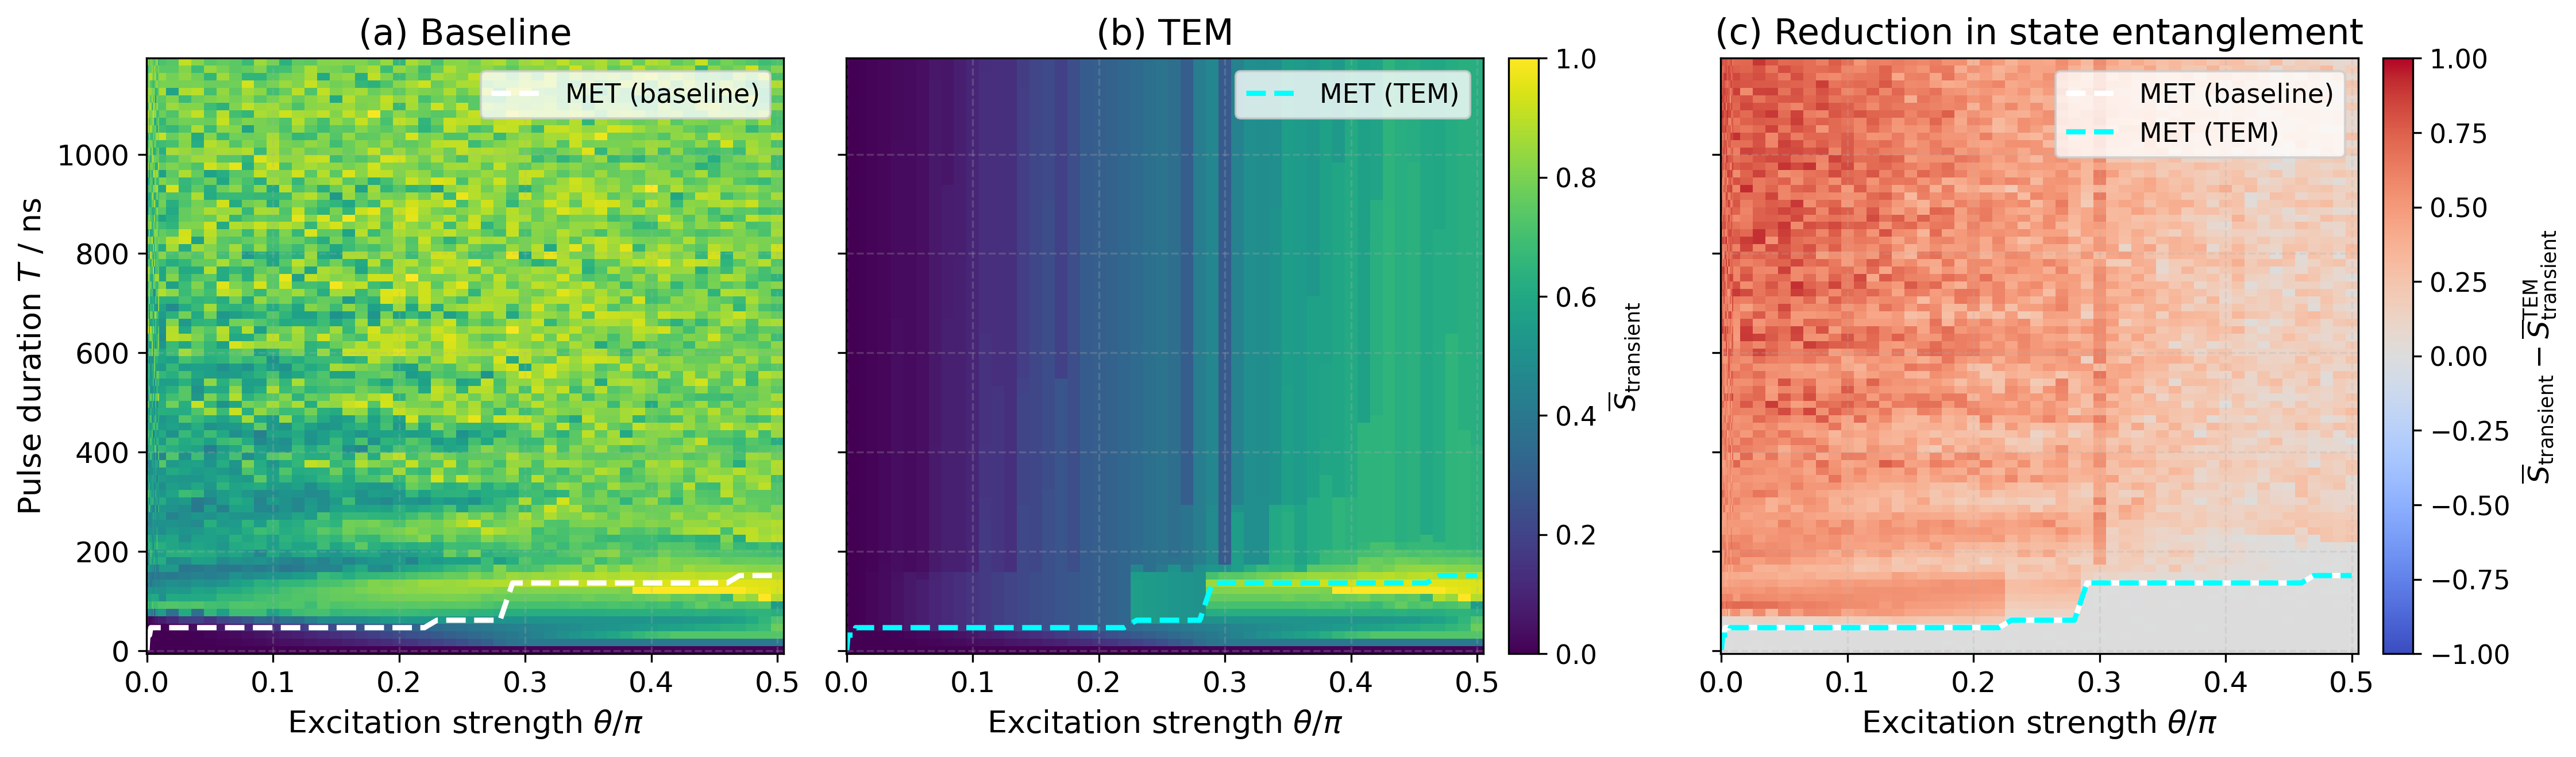 (a) Baseline
MET (baseline)
Pulse duration T / ns
1000
800
600
400
200
0
0.0 0.1 0.2 0.3 0.4 0.5
Excitation strength θ/π
(b) TEM
MET (TEM)
0.0 0.1 0.2 0.3 0.4 0.5
Excitation strength θ/π
1.0
0.8
0.6
0.4
0.2
0.0
S̅transient
(c) Reduction in state entanglement
MET (baseline)
MET (TEM)
0.0 0.1 0.2 0.3 0.4 0.5
Excitation strength θ/π
1.00
0.75
0.50
0.25
0.00
−0.25
−0.50
−0.75
−1.00
S̅transient − S̅TEMtransient